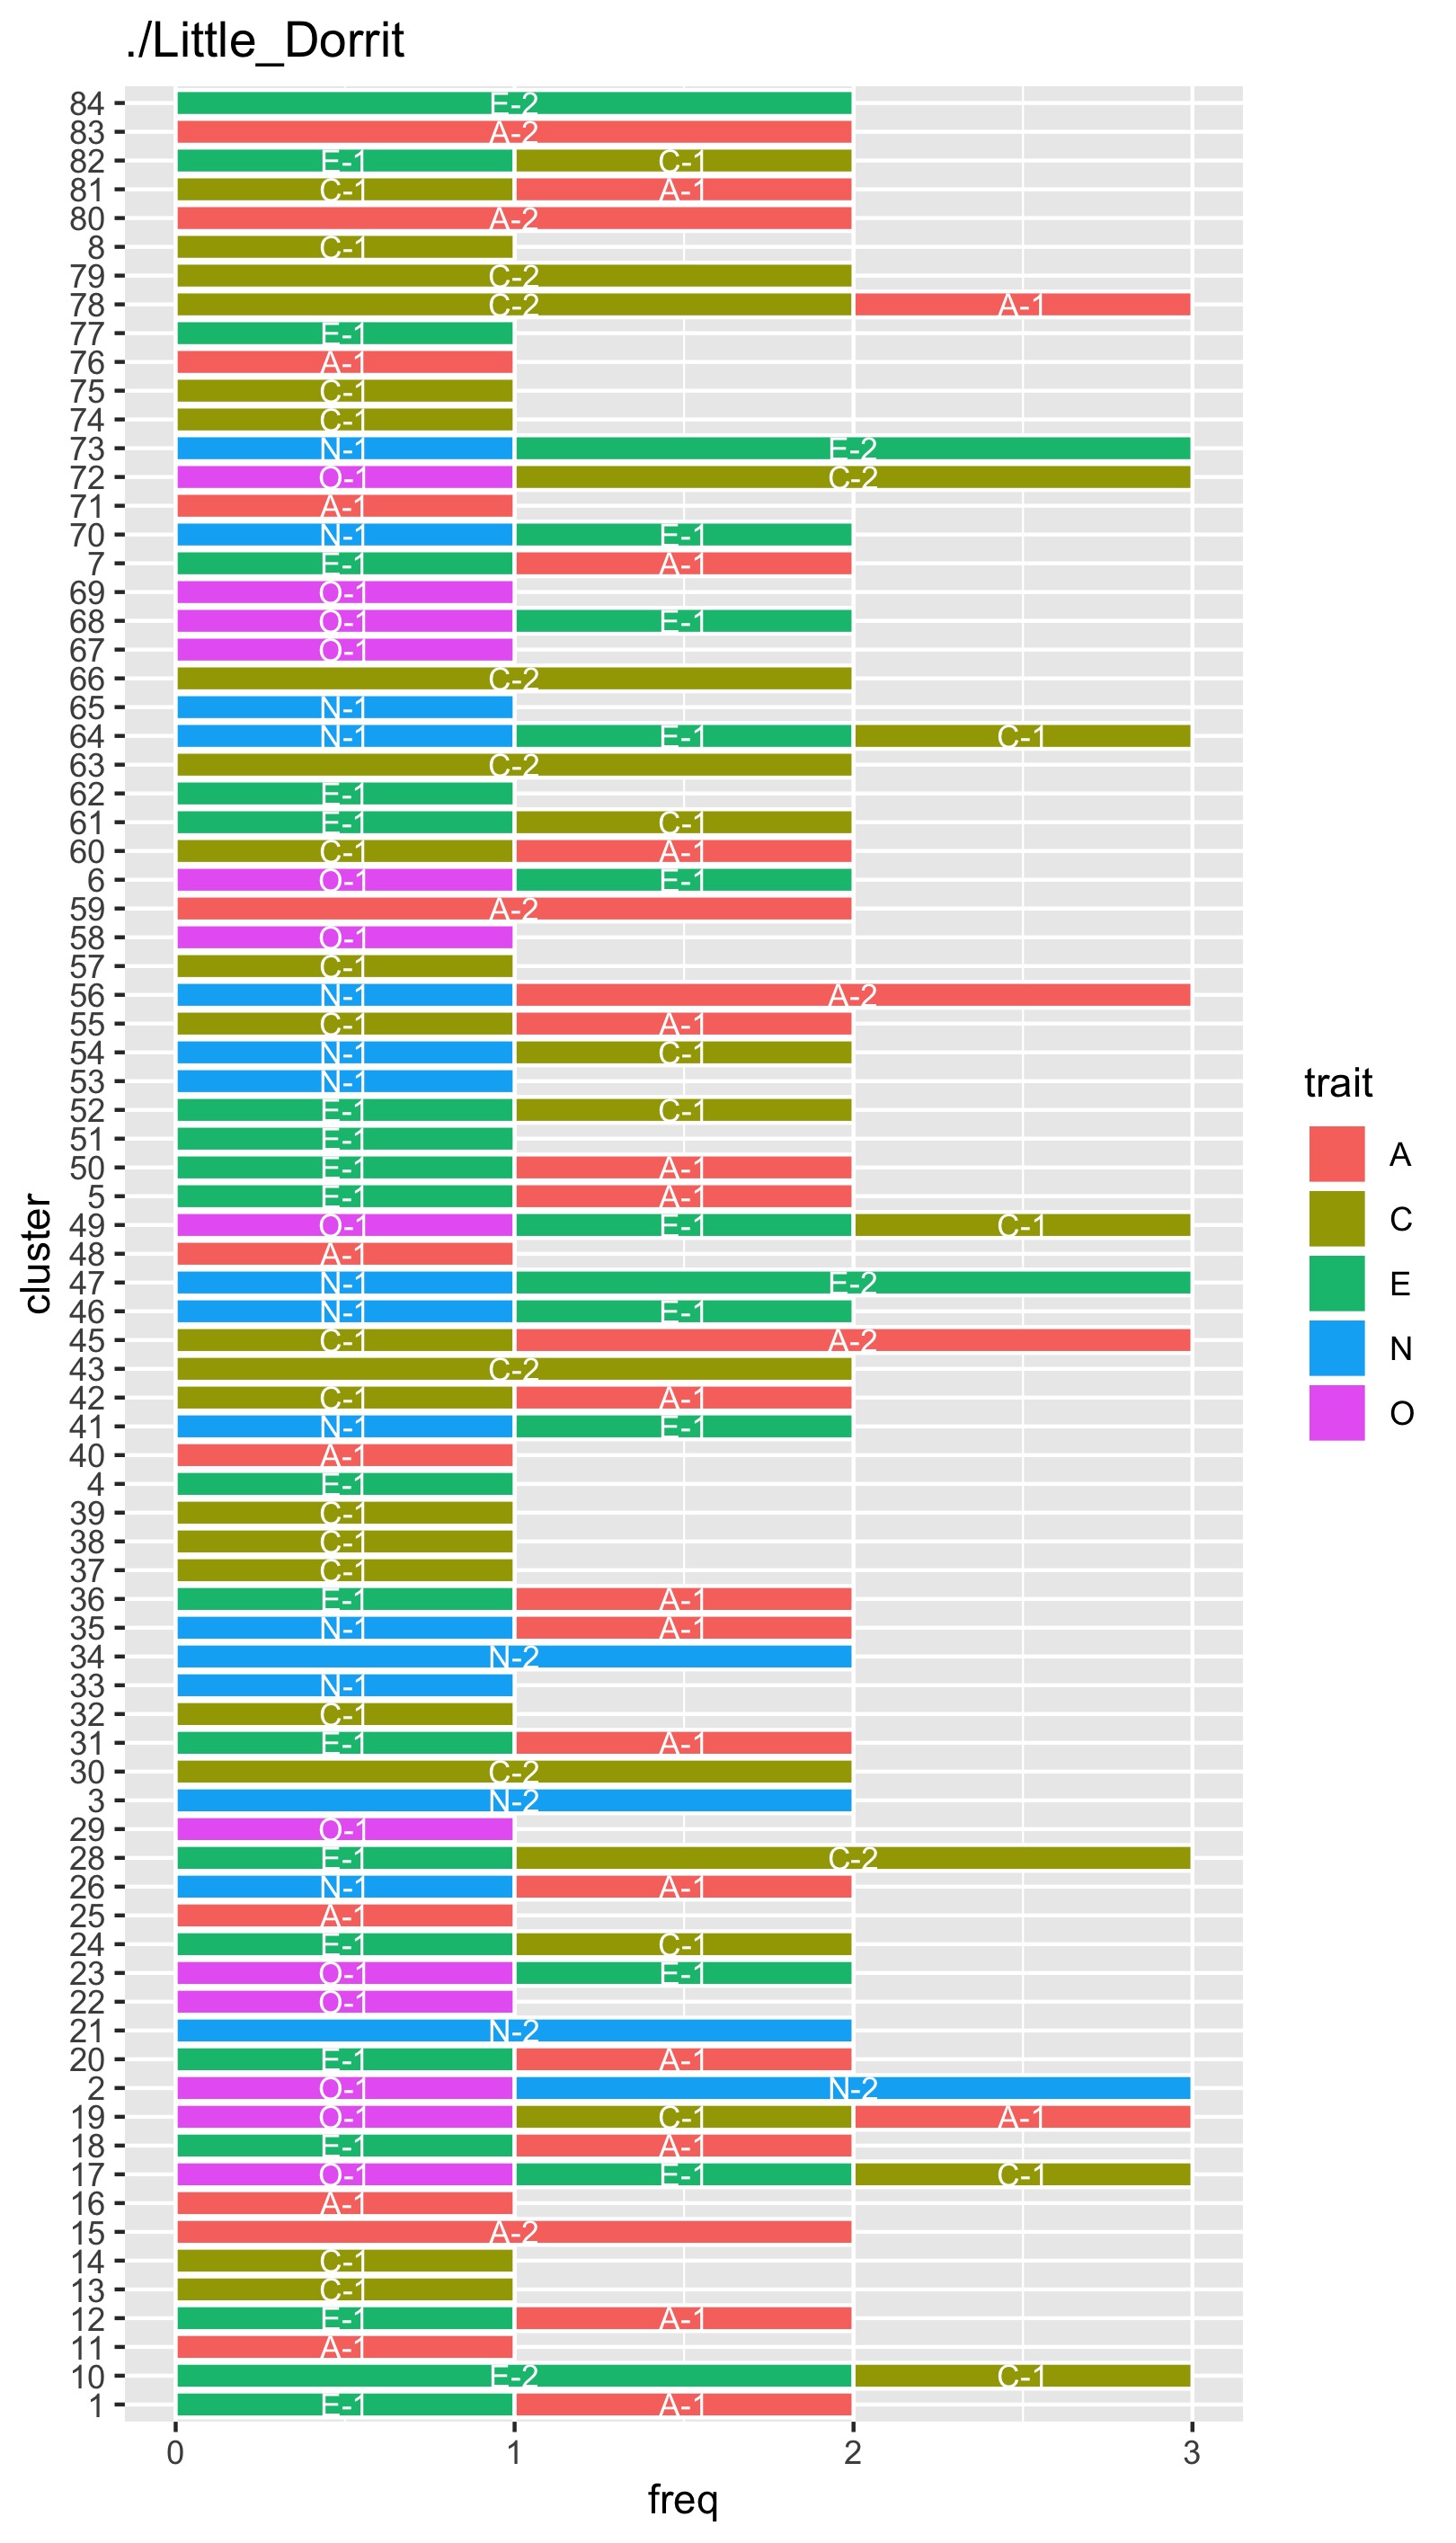 ./Little_Dorrit
84 E-2
83 A-2
82 E-1 C-1
81 C-1 A-1
80 A-2
8 C-1
79 C-2
78 C-2 A-1
77 E-1
76 A-1
75 C-1
74 C-1
73 N-1 E-2
72 O-1 C-2
71 A-1
70 N-1 E-1
7 E-1 A-1
69 O-1
68 O-1 E-1
67 O-1
66 C-2
65 N-1
64 N-1 E-1 C-1
63 C-2
62 E-1
61 E-1 C-1
60 C-1 A-1
6 O-1 E-1
59 A-2
58 O-1
57 C-1
56 N-1 A-2
55 C-1 A-1
54 N-1 C-1
53 N-1
52 E-1 C-1
51 E-1
50 E-1 A-1
5 E-1 A-1
49 O-1 E-1 C-1
48 A-1
47 N-1 E-2
46 N-1 E-1
45 C-1 A-2
43 C-2
42 C-1 A-1
41 N-1 E-1
40 A-1
4 E-1
39 C-1
38 C-1
37 C-1
36 E-1 A-1
35 N-1 A-1
34 N-2
33 N-1
32 C-1
31 E-1 A-1
30 C-2
3 N-2
29 O-1
28 E-1 C-2
26 N-1 A-1
25 A-1
24 E-1 C-1
23 O-1 E-1
22 O-1
21 N-2
20 E-1 A-1
2 O-1 N-2
19 O-1 C-1 A-1
18 E-1 A-1
17 O-1 E-1 C-1
16 A-1
15 A-2
14 C-1
13 C-1
12 E-1 A-1
11 A-1
10 E-2 C-1
1 E-1 A-1
0 1 2 3
freq
cluster
trait
A
C
E
N
O